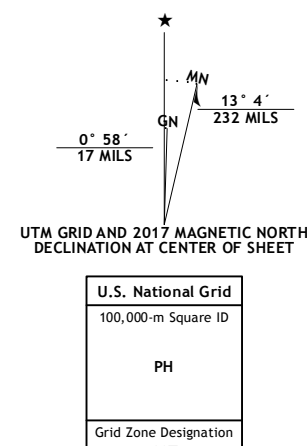 ★
MN
GN
13° 4´
232 MILS
0° 58´
17 MILS
UTM GRID AND 2017 MAGNETIC NORTH
DECLINATION AT CENTER OF SHEET
U.S. National Grid
100,000-m Square ID
PH
Grid Zone Designation